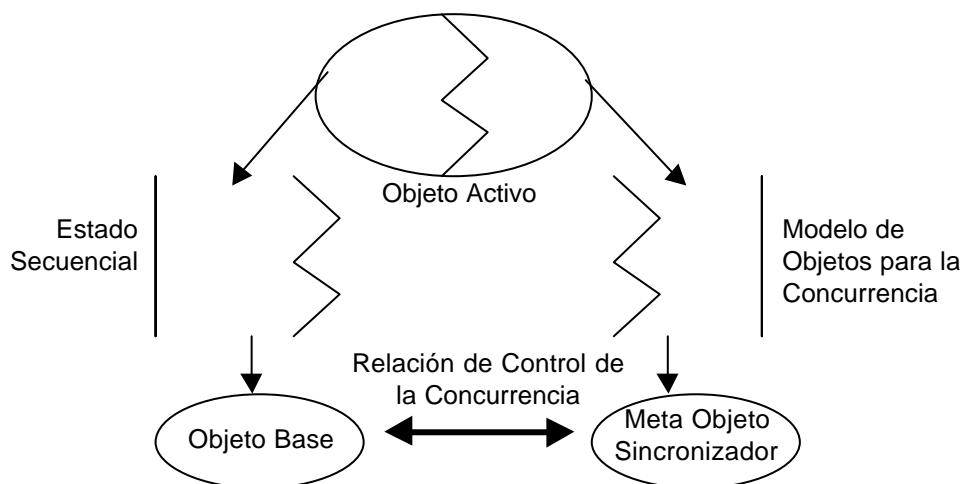 Objeto Activo
Estado
Secuencial
Modelo de
Objetos para la
Concurrencia
Relación de Control de
la Concurrencia
Objeto Base
Meta Objeto
Sincronizador